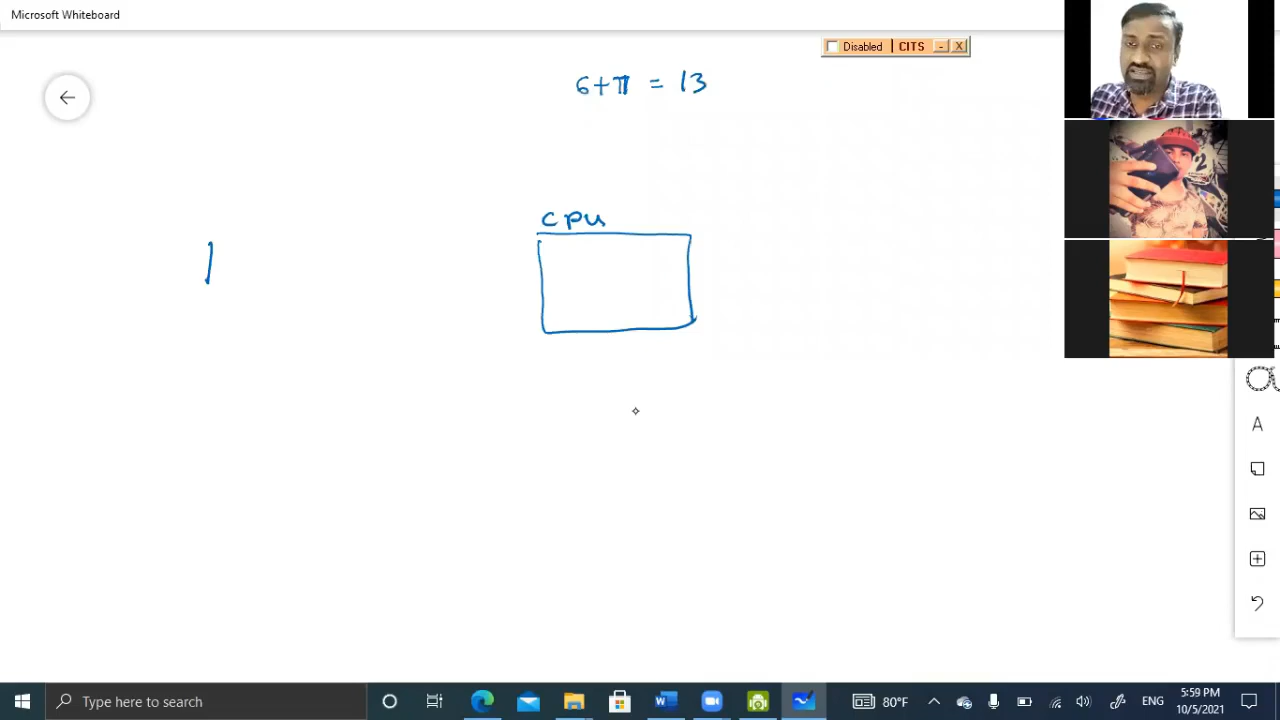 Microsoft Whiteboard
Disabled CITS - X
6+7 = 13
CPU
A
Type here to search
80°F
ENG
5:59 PM
10/5/2021